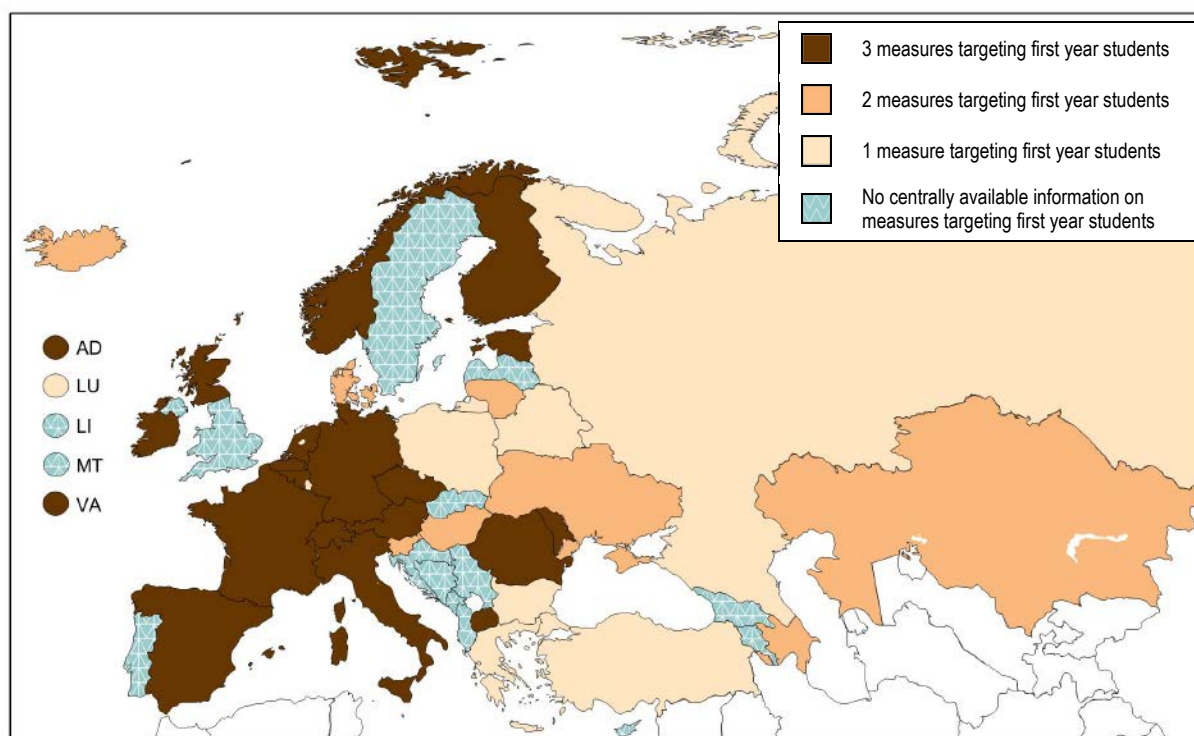 3 measures targeting first year students
2 measures targeting first year students
1 measure targeting first year students
No centrally available information on
measures targeting first year students
AD
LU
LI
MT
VA